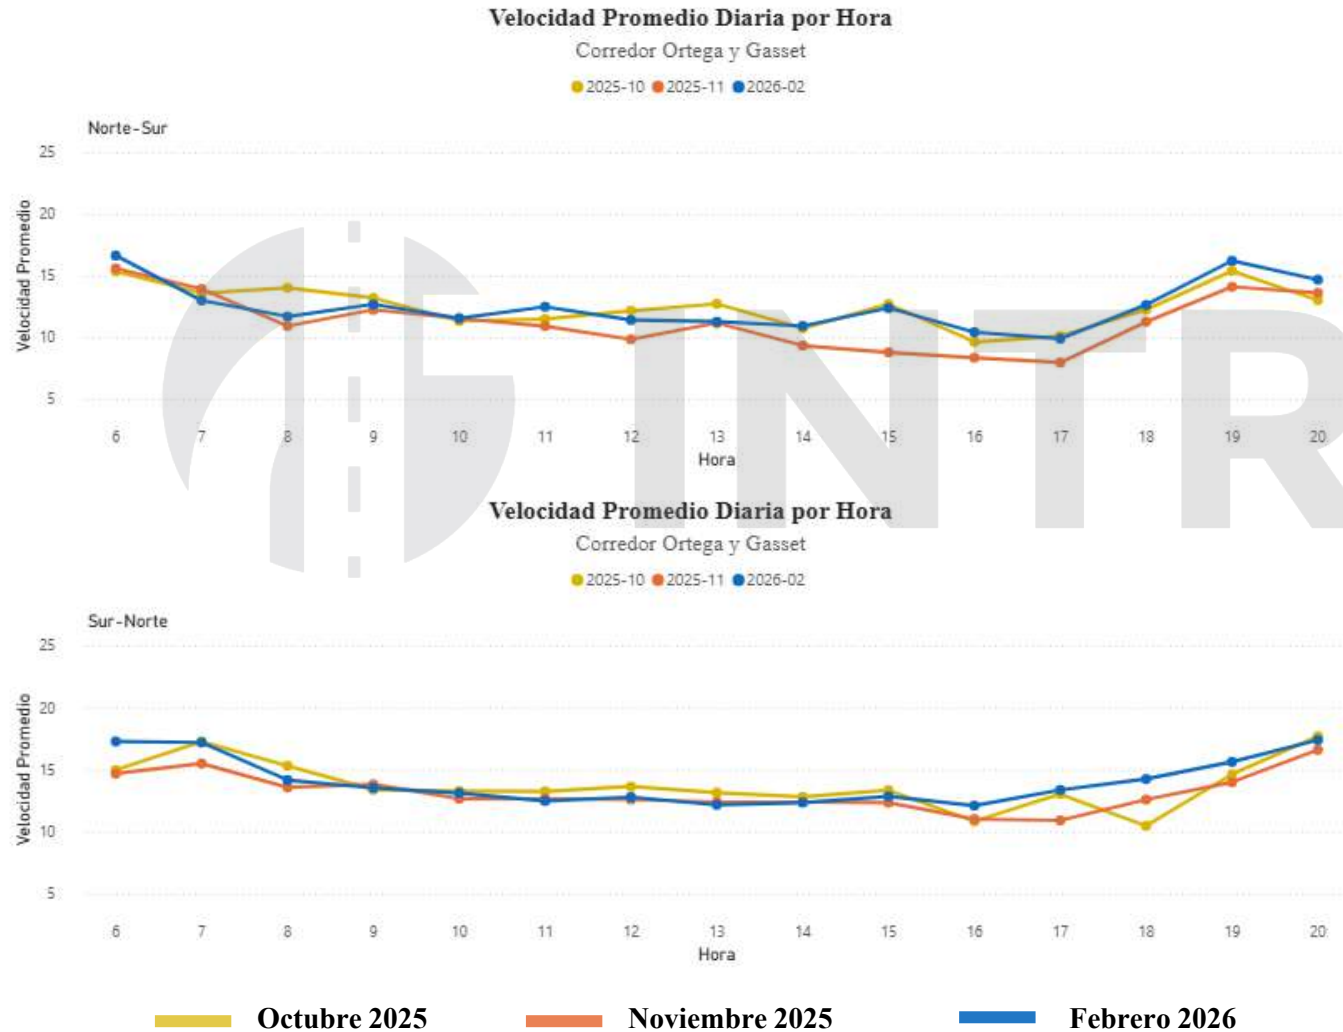 Velocidad Promedio Diaria por Hora
Corredor Ortega y Gasset
2025-10 2025-11 2026-02
Norte-Sur
Velocidad Promedio
25
20
15
10
5
6 7 8 9 10 11 12 13 14 15 16 17 18 19 20
Hora
INTR
Velocidad Promedio Diaria por Hora
Corredor Ortega y Gasset
2025-10 2025-11 2026-02
Sur-Norte
Velocidad Promedio
25
20
15
10
5
6 7 8 9 10 11 12 13 14 15 16 17 18 19 20
Hora
Octubre 2025 Noviembre 2025 Febrero 2026